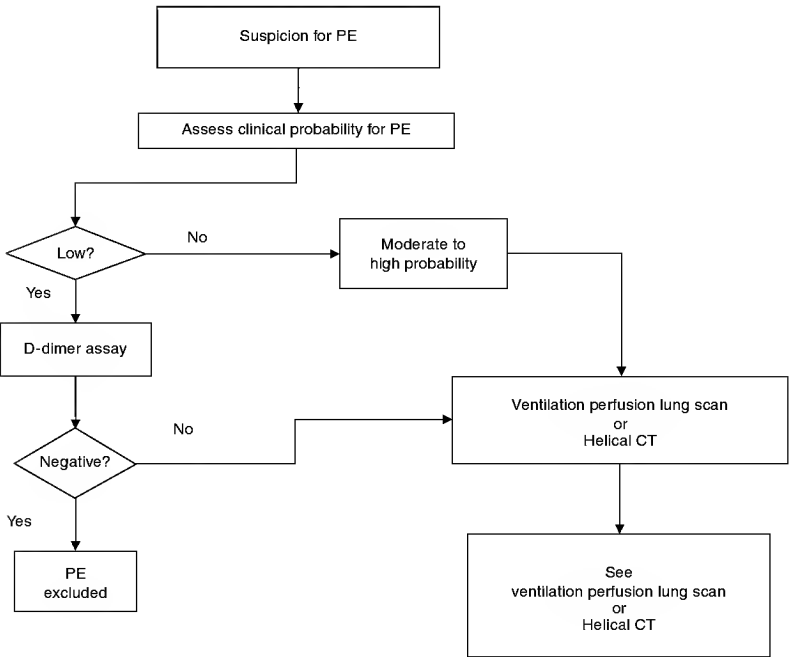 Suspicion for PE
Assess clinical probability for PE
Low?
No
Moderate to
high probability
Yes
D-dimer assay
Ventilation perfusion lung scan
or
Helical CT
No
Negative?
Yes
PE
excluded
See
ventilation perfusion lung scan
or
Helical CT